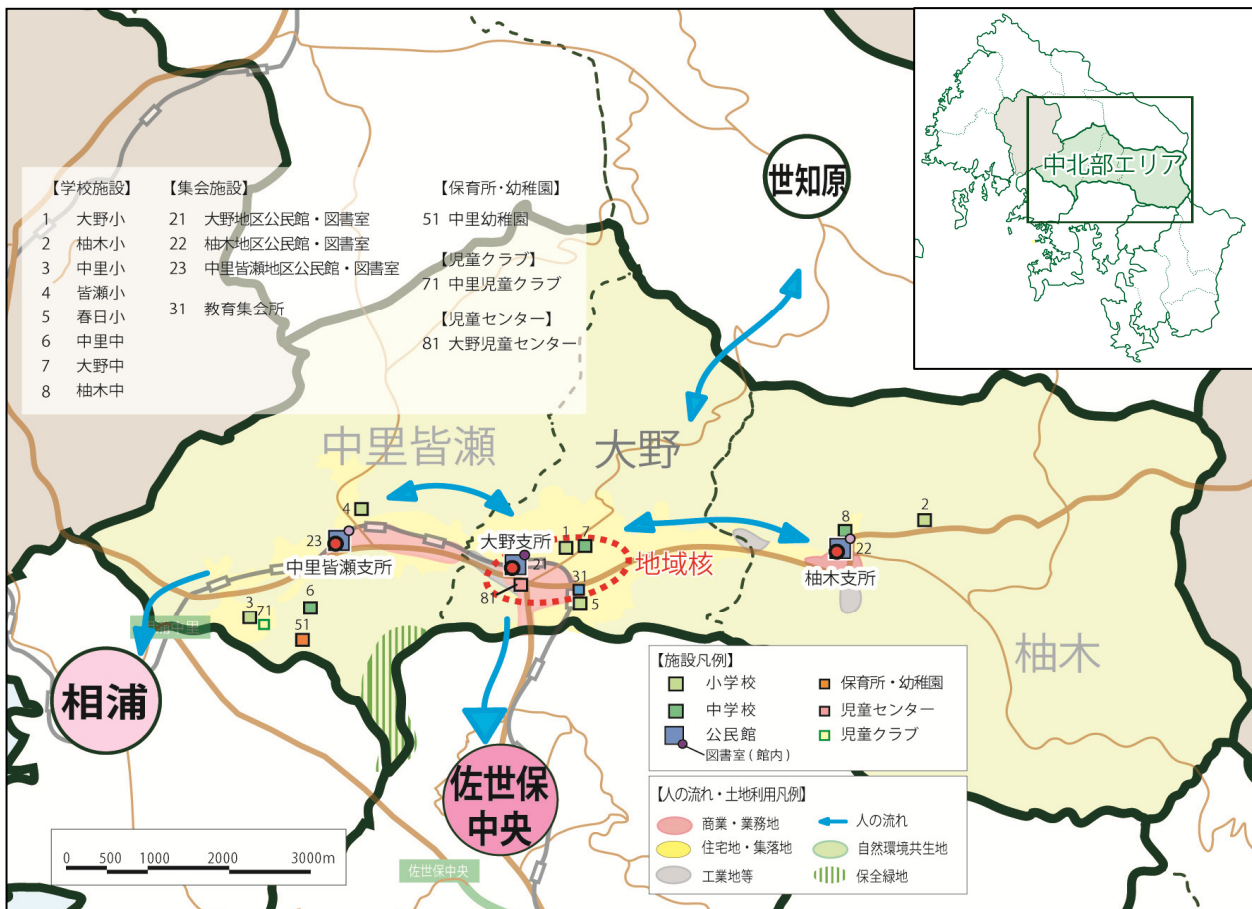 【学校施設】
1 大野小
2 柚木小
3 中里小
4 皆瀬小
5 春日小
6 中里中
7 大野中
8 柚木中
【集会施設】
21 大野地区公民館・図書室
22 柚木地区公民館・図書室
23 中里皆瀬地区公民館・図書室
31 教育集会所
【保育所・幼稚園】
51 中里幼稚園
【児童クラブ】
71 中里児童クラブ
【児童センター】
81 大野児童センター
世知原
中北部エリア
中里皆瀬
大野
柚木
4
23
中里皆瀬支所
大野支所
21
1
7
地域核
81
31
5
8
2
22
柚木支所
3
71
6
51
中里
相浦
佐世保
中央
佐世保中央
0 500 1000 2000 3000m
【施設凡例】
小学校
中学校
公民館
図書室(館内)
保育所・幼稚園
児童センター
児童クラブ
【人の流れ・土地利用凡例】
商業・業務地
住宅地・集落地
工業地等
人の流れ
自然環境共生地
保全緑地